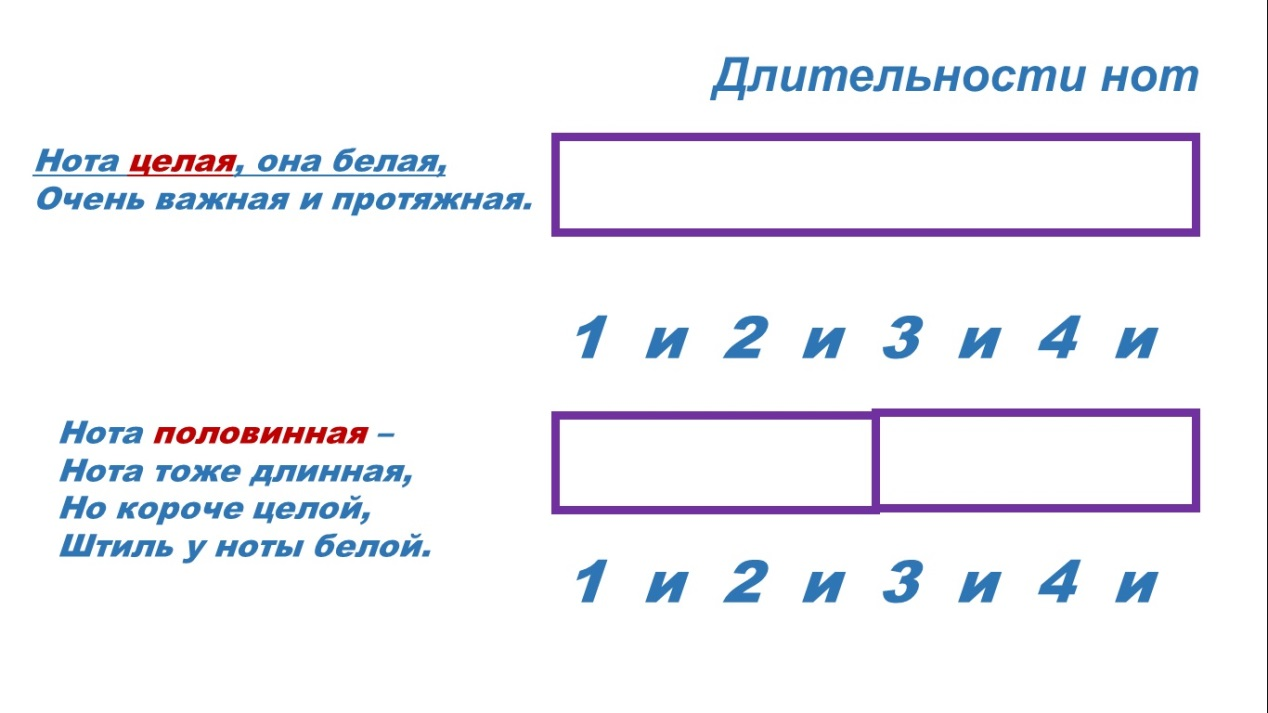 Длительности нот
Нота целая, она белая,
Очень важная и протяжная.
1 и 2 и 3 и 4 и
Нота половинная –
Нота тоже длинная,
Но короче целой,
Штиль у ноты белой.
1 и 2 и 3 и 4 и